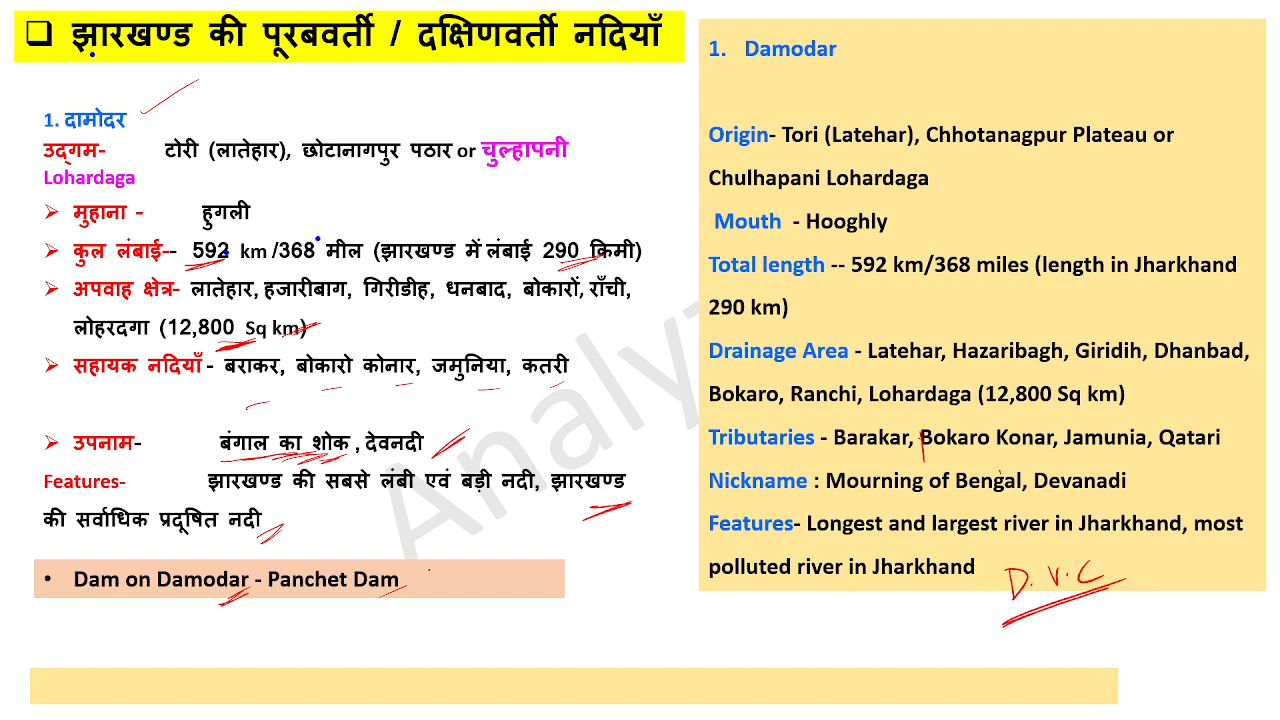 ❑ झारखण्ड की पूरबवर्ती / दक्षिणवर्ती नदियाँ
1. दामोदर
उद्गम- टोरी (लातेहार), छोटानागपुर पठार or चुल्हापनी
Lohardaga
➢ मुहाना - हुगली
➢ कुल लंबाई-- 592 km /368 मील (झारखण्ड में लंबाई 290 किमी)
➢ अपवाह क्षेत्र- लातेहार, हजारीबाग, गिरीडीह, धनबाद, बोकारों, राँची,
लोहरदगा (12,800 Sq km)
➢ सहायक नदियाँ - बराकर, बोकारो कोनार, जमुनिया, कतरी
➢ उपनाम- बंगाल का शोक , देवनदी
Features- झारखण्ड की सबसे लंबी एवं बड़ी नदी, झारखण्ड
की सर्वाधिक प्रदूषित नदी
• Dam on Damodar - Panchet Dam
1. Damodar
Origin- Tori (Latehar), Chhotanagpur Plateau or
Chulhapani Lohardaga
Mouth - Hooghly
Total length -- 592 km/368 miles (length in Jharkhand
290 km)
Drainage Area - Latehar, Hazaribagh, Giridih, Dhanbad,
Bokaro, Ranchi, Lohardaga (12,800 Sq km)
Tributaries - Barakar, Bokaro Konar, Jamunia, Qatari
Nickname : Mourning of Bengal, Devanadi
Features- Longest and largest river in Jharkhand, most
polluted river in Jharkhand
D.V.C